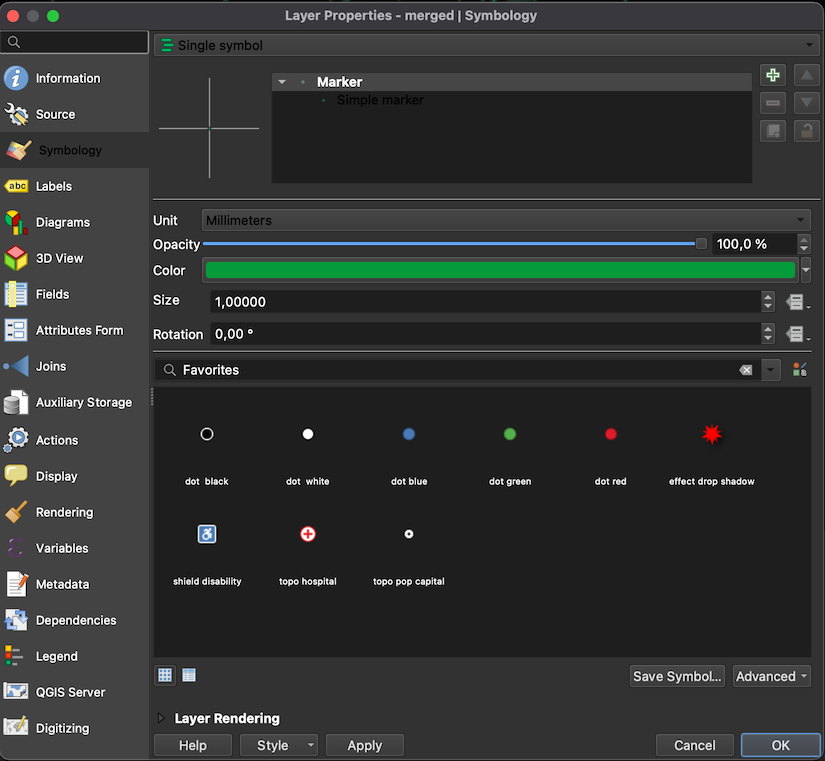 Layer Properties - merged | Symbology
Single symbol
Information
Source
Symbology
abc Labels
Diagrams
3D View
Fields
Attributes Form
Joins
Auxiliary Storage
Actions
Display
Rendering
Variables
Metadata
Dependencies
Legend
QGIS Server
Digitizing
Marker
Simple marker
Unit Millimeters
Opacity 100,0 %
Color
Size 1,00000
Rotation 0,00 °
Favorites
dot black dot white dot blue dot green dot red effect drop shadow
shield disability topo hospital topo pop capital
Save Symbol... Advanced
Layer Rendering
Help Style Apply Cancel OK